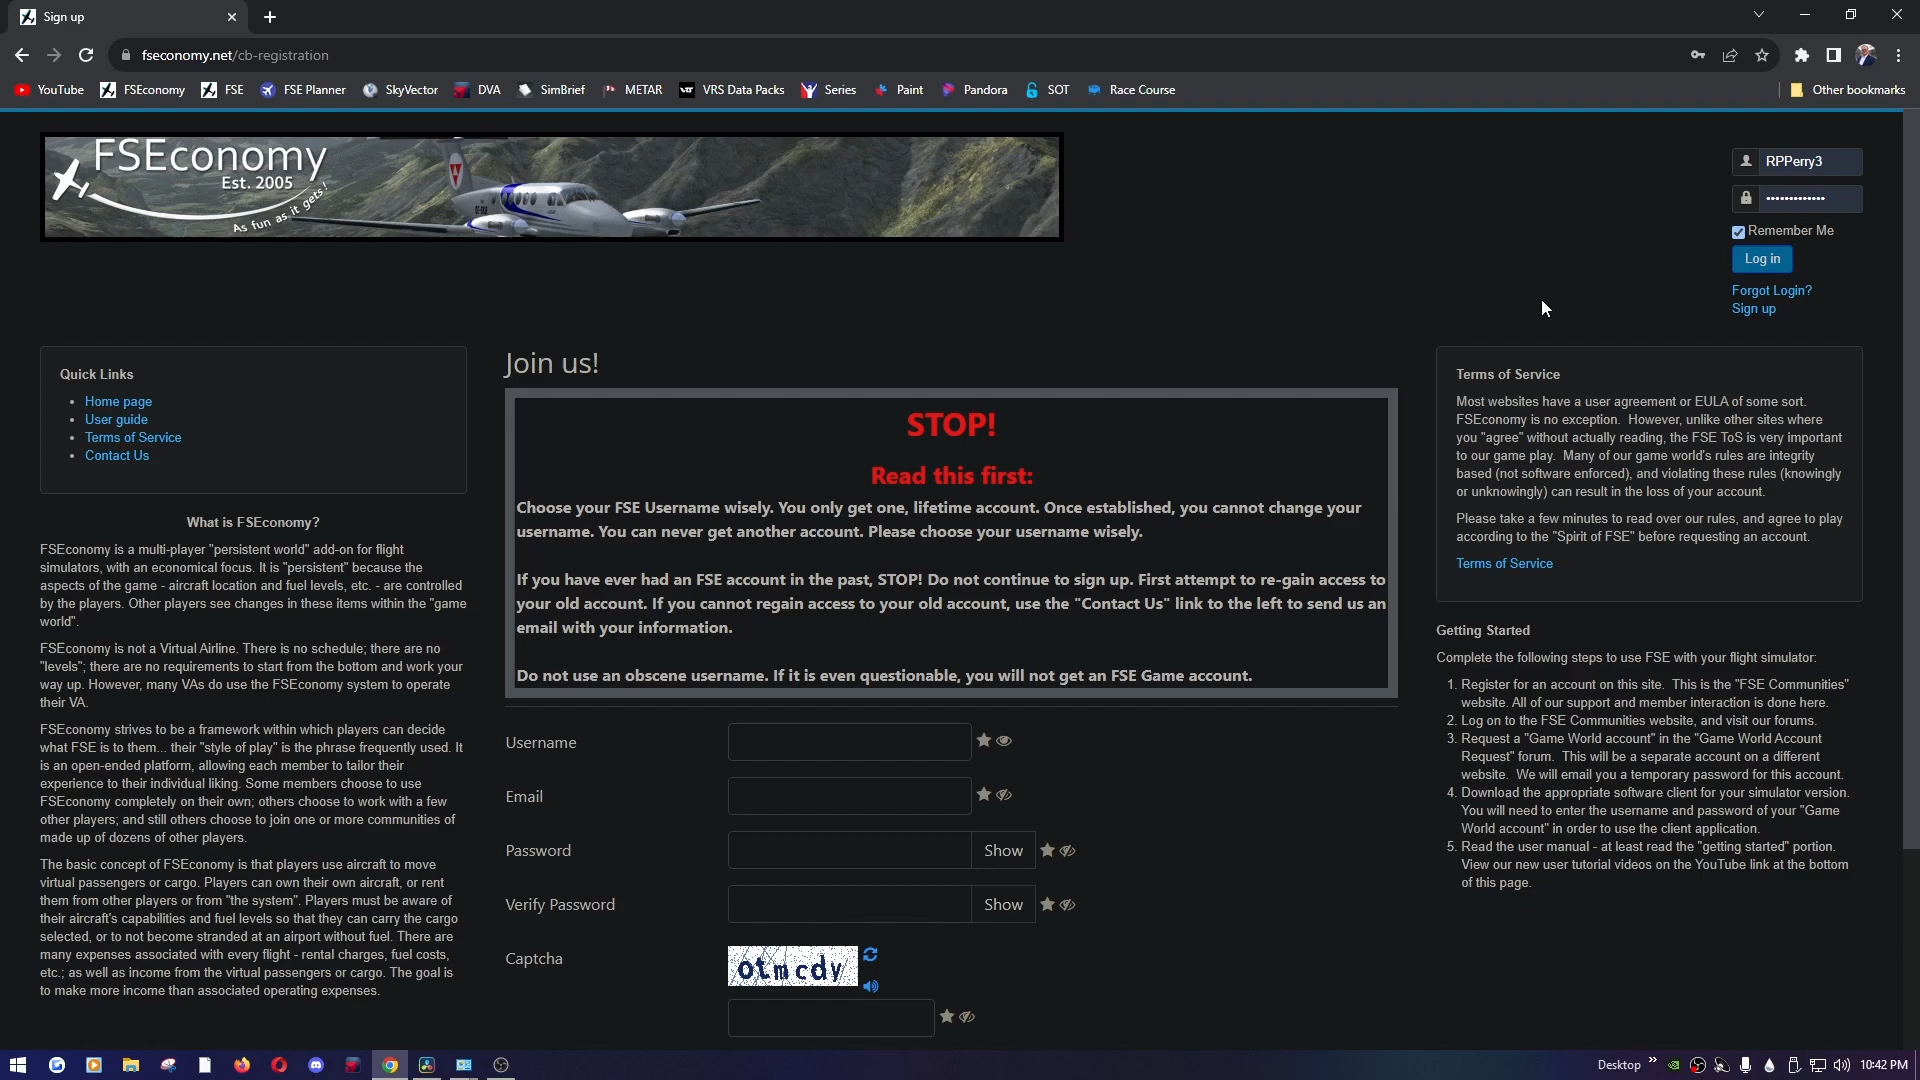 Sign up
fseconomy.net/cb-registration
YouTube FSEconomy FSE FSE Planner SkyVector DVA SimBrief METAR VRS Data Packs Series Paint Pandora SOT Race Course Other bookmarks
FSEconomy
Est. 2005
As fun as it gets!
RPPerry3
•••••••••••••
Remember Me
Log in
Forgot Login?
Sign up
Quick Links
Home page
User guide
Terms of Service
Contact Us
What is FSEconomy?
FSEconomy is a multi-player "persistent world" add-on for flight
simulators, with an economical focus. It is "persistent" because the
aspects of the game - aircraft location and fuel levels, etc. - are controlled
by the players. Other players see changes in these items within the "game
world".
FSEconomy is not a Virtual Airline. There is no schedule; there are no
"levels"; there are no requirements to start from the bottom and work your
way up. However, many VAs do use the FSEconomy system to operate
their VA.
FSEconomy strives to be a framework within which players can decide
what FSE is to them... their "style of play" is the phrase frequently used. It
is an open-ended platform, allowing each member to tailor their
experience to their individual liking. Some members choose to use
FSEconomy completely on their own; others choose to work with a few
other players; and still others choose to join one or more communities of
made up of dozens of other players.
The basic concept of FSEconomy is that players use aircraft to move
virtual passengers or cargo. Players can own their own aircraft, or rent
them from other players or from "the system". Players must be aware of
their aircraft's capabilities and fuel levels so that they can carry the cargo
selected, or to not become stranded at an airport without fuel. There are
many expenses associated with every flight - rental charges, fuel costs,
etc.; as well as income from the virtual passengers or cargo. The goal is
to make more income than associated operating expenses.
Join us!
STOP!
Read this first:
Choose your FSE Username wisely. You only get one, lifetime account. Once established, you cannot change your
username. You can never get another account. Please choose your username wisely.
If you have ever had an FSE account in the past, STOP! Do not continue to sign up. First attempt to re-gain access to
your old account. If you cannot regain access to your old account, use the "Contact Us" link to the left to send us an
email with your information.
Do not use an obscene username. If it is even questionable, you will not get an FSE Game account.
Username
Email
Password Show
Verify Password Show
Captcha otmcdy
Terms of Service
Most websites have a user agreement or EULA of some sort.
FSEconomy is no exception. However, unlike other sites where
you "agree" without actually reading, the FSE ToS is very important
to our game play. Many of our game world's rules are integrity
based (not software enforced), and violating these rules (knowingly
or unknowingly) can result in the loss of your account.
Please take a few minutes to read over our rules, and agree to play
according to the "Spirit of FSE" before requesting an account.
Terms of Service
Getting Started
Complete the following steps to use FSE with your flight simulator:
1. Register for an account on this site. This is the "FSE Communities"
website. All of our support and member interaction is done here.
2. Log on to the FSE Communities website, and visit our forums.
3. Request a "Game World account" in the "Game World Account
Request" forum. This will be a separate account on a different
website. We will email you a temporary password for this account.
4. Download the appropriate software client for your simulator version.
You will need to enter the username and password of your "Game
World account" in order to use the client application.
5. Read the user manual - at least read the "getting started" portion.
View our new user tutorial videos on the YouTube link at the bottom
of this page.
Desktop 10:42 PM